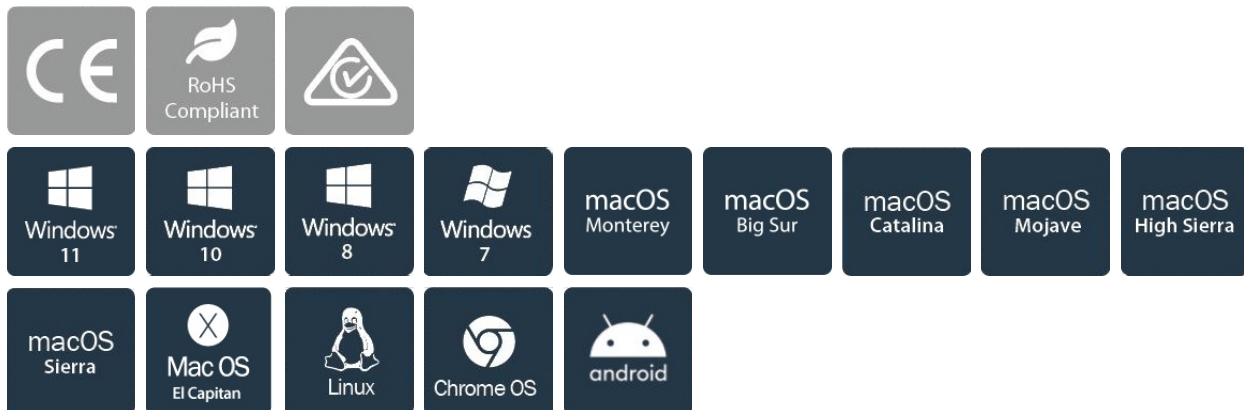 CE
RoHS
Compliant
Windows
11
Windows
10
Windows
8
Windows
7
macOS
Monterey
macOS
Big Sur
macOS
Catalina
macOS
Mojave
macOS
High Sierra
macOS
Sierra
X
Mac OS
El Capitan
Linux
Chrome OS
android